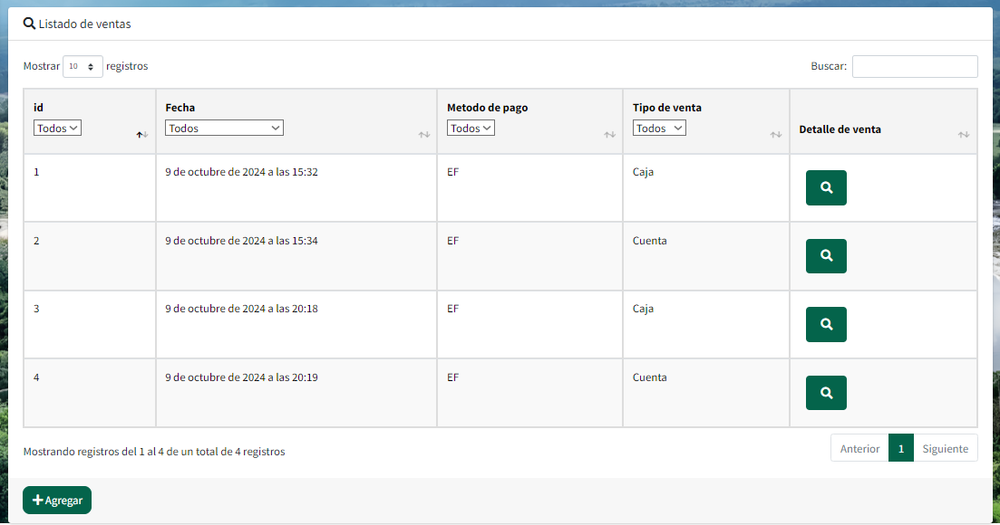 Listado de ventas
Mostrar 10 registros Buscar:
id Fecha Metodo de pago Tipo de venta Detalle de venta
Todos Todos Todos Todos
1 9 de octubre de 2024 a las 15:32 EF Caja
2 9 de octubre de 2024 a las 15:34 EF Cuenta
3 9 de octubre de 2024 a las 20:18 EF Caja
4 9 de octubre de 2024 a las 20:19 EF Cuenta
Mostrando registros del 1 al 4 de un total de 4 registros Anterior 1 Siguiente
Agregar